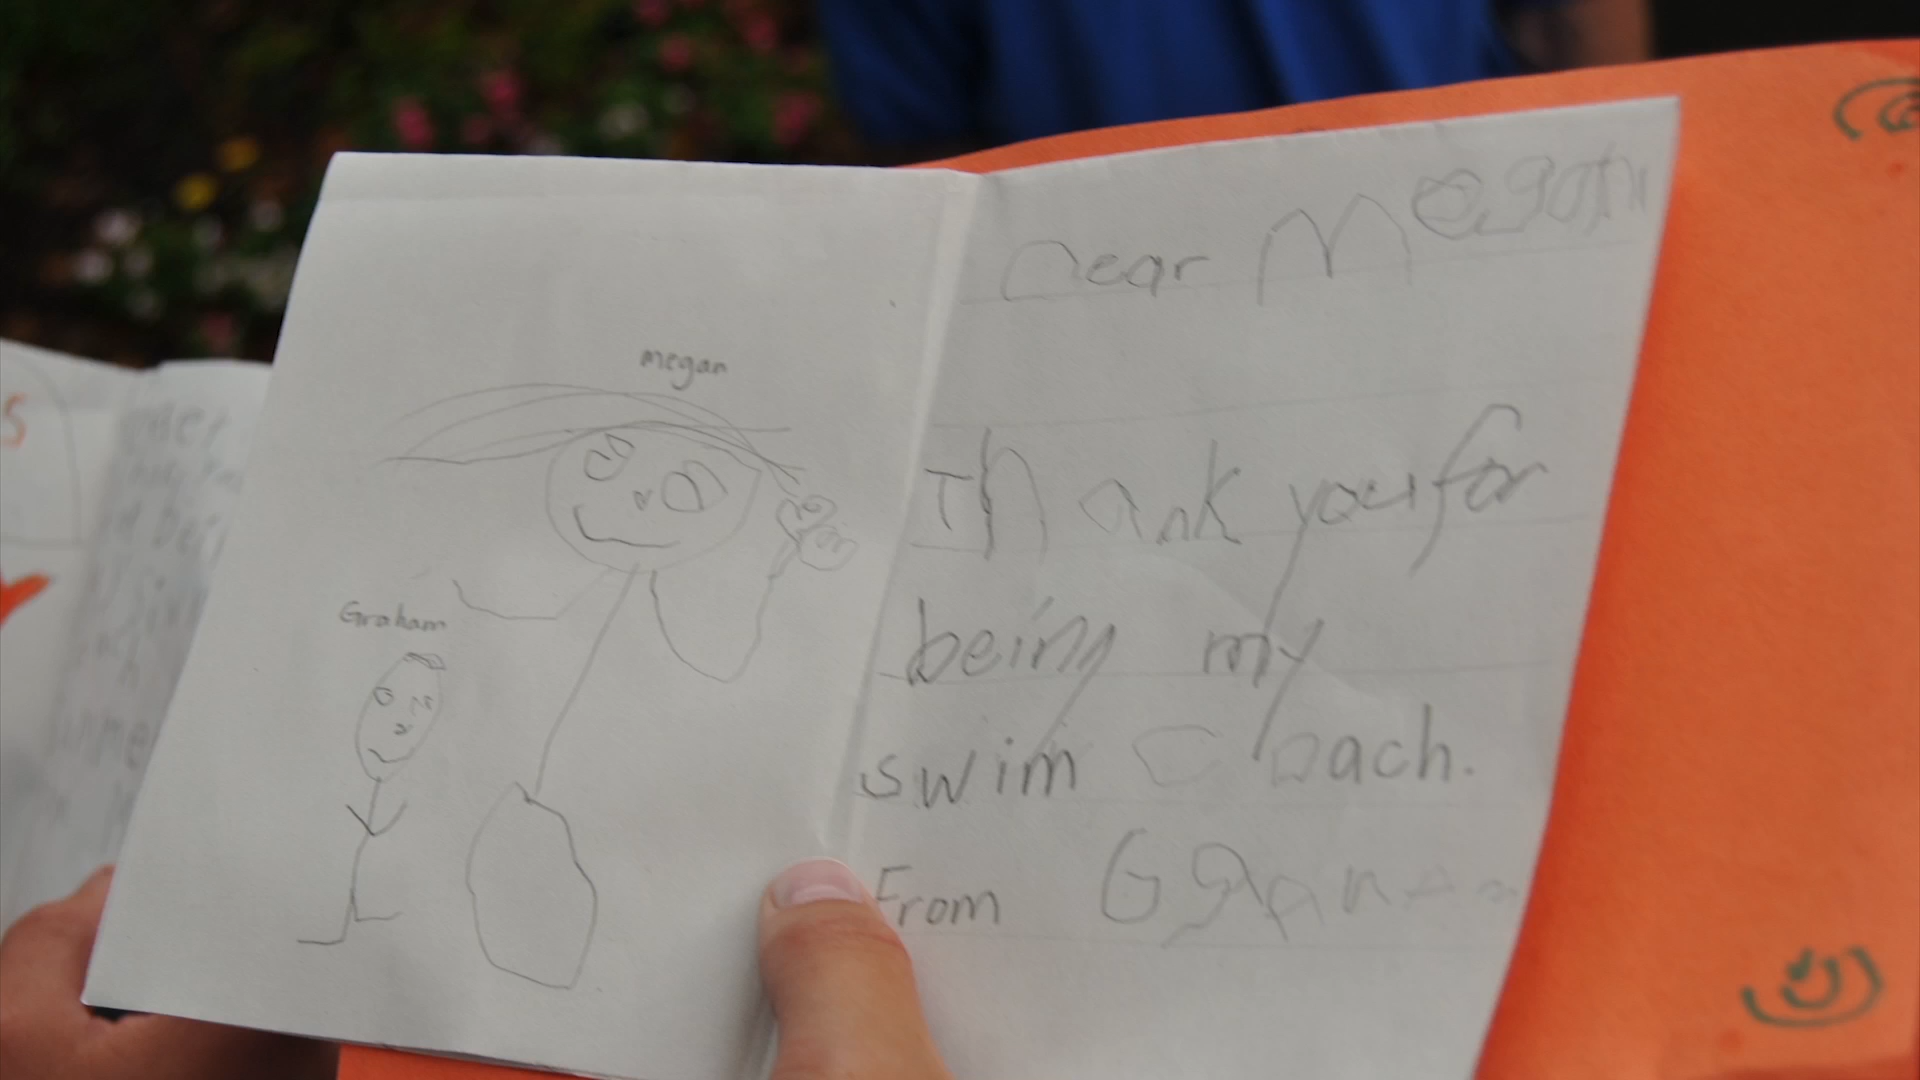 megan
Graham
Dear Megan
Thank you for
being my
swim coach.
From Graham
S